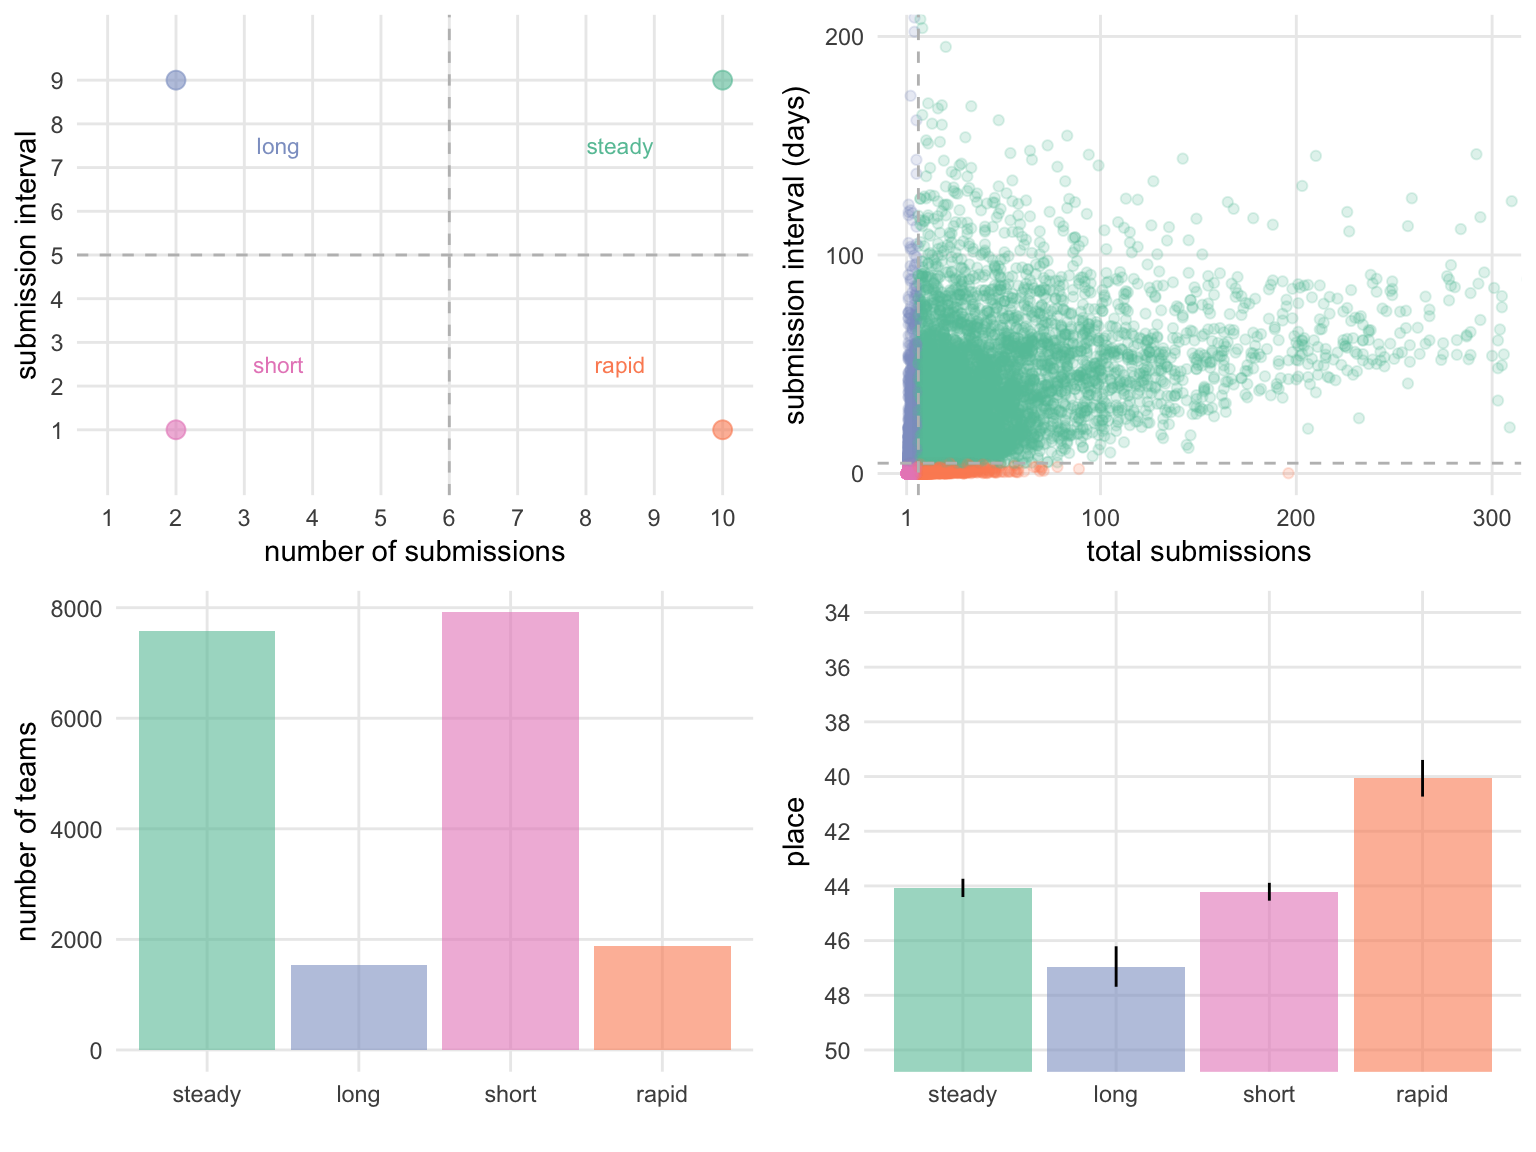 submission interval
9
8
7
6
5
4
3
2
1
long
steady
short
rapid
1 2 3 4 5 6 7 8 9 10
number of submissions
submission interval (days)
200
100
0
1 100 200 300
total submissions
number of teams
8000
6000
4000
2000
0
steady long short rapid
place
34
36
38
40
42
44
46
48
50
steady long short rapid